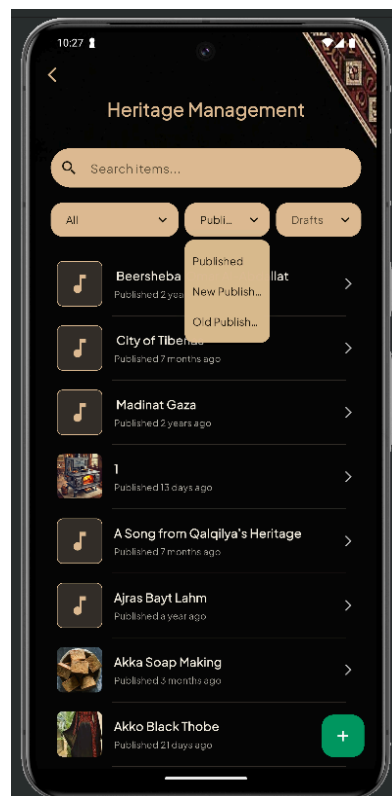 10:27
Heritage Management
Search items...
All
Publi...
Drafts
Published
New Publish...
Old Publish...
Beersheba llat
Published 2
City of
Published 7 months ago
Madinat Gaza
Published 2 years ago
1
Published 13 days ago
A Song from Qalqilya's Heritage
Published 7 months ago
Ajras Bayt Lahm
Published a year ago
Akka Soap Making
Published 3 months ago
Akko Black Thobe
Published 21 days ago
+